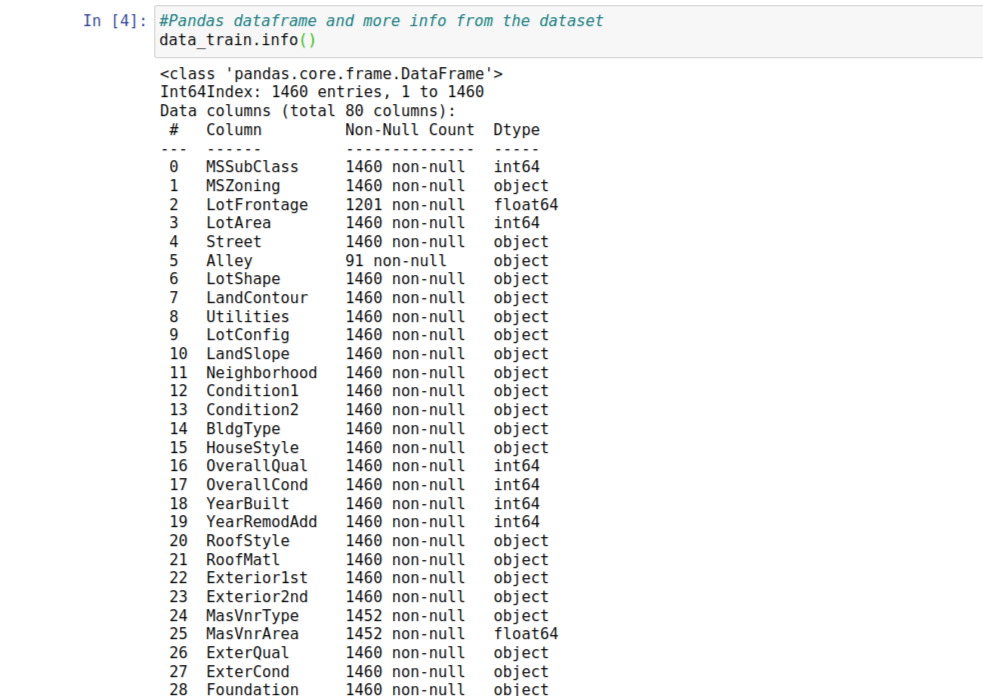 In [4]: #Pandas dataframe and more info from the dataset
data_train.info()
<class 'pandas.core.frame.DataFrame'>
Int64Index: 1460 entries, 1 to 1460
Data columns (total 80 columns):
 #   Column         Non-Null Count  Dtype
---  ------         --------------  -----
 0   MSSubClass     1460 non-null   int64
 1   MSZoning       1460 non-null   object
 2   LotFrontage    1201 non-null   float64
 3   LotArea        1460 non-null   int64
 4   Street         1460 non-null   object
 5   Alley          91 non-null     object
 6   LotShape       1460 non-null   object
 7   LandContour    1460 non-null   object
 8   Utilities      1460 non-null   object
 9   LotConfig      1460 non-null   object
 10  LandSlope      1460 non-null   object
 11  Neighborhood   1460 non-null   object
 12  Condition1     1460 non-null   object
 13  Condition2     1460 non-null   object
 14  BldgType       1460 non-null   object
 15  HouseStyle     1460 non-null   object
 16  OverallQual    1460 non-null   int64
 17  OverallCond    1460 non-null   int64
 18  YearBuilt      1460 non-null   int64
 19  YearRemodAdd   1460 non-null   int64
 20  RoofStyle      1460 non-null   object
 21  RoofMatl       1460 non-null   object
 22  Exterior1st    1460 non-null   object
 23  Exterior2nd    1460 non-null   object
 24  MasVnrType     1452 non-null   object
 25  MasVnrArea     1452 non-null   float64
 26  ExterQual      1460 non-null   object
 27  ExterCond      1460 non-null   object
 28  Foundation     1460 non-null   object